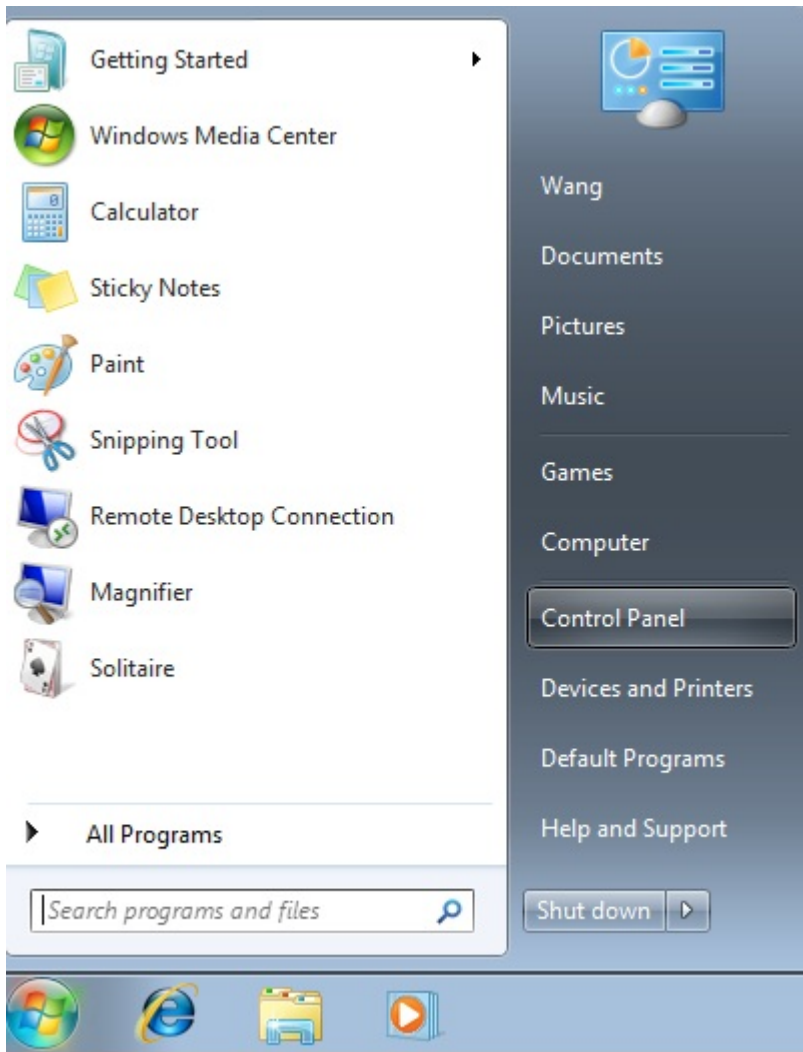 Getting Started
Windows Media Center
Calculator
Sticky Notes
Paint
Snipping Tool
Remote Desktop Connection
Magnifier
Solitaire
All Programs
Search programs and files
Wang
Documents
Pictures
Music
Games
Computer
Control Panel
Devices and Printers
Default Programs
Help and Support
Shut down